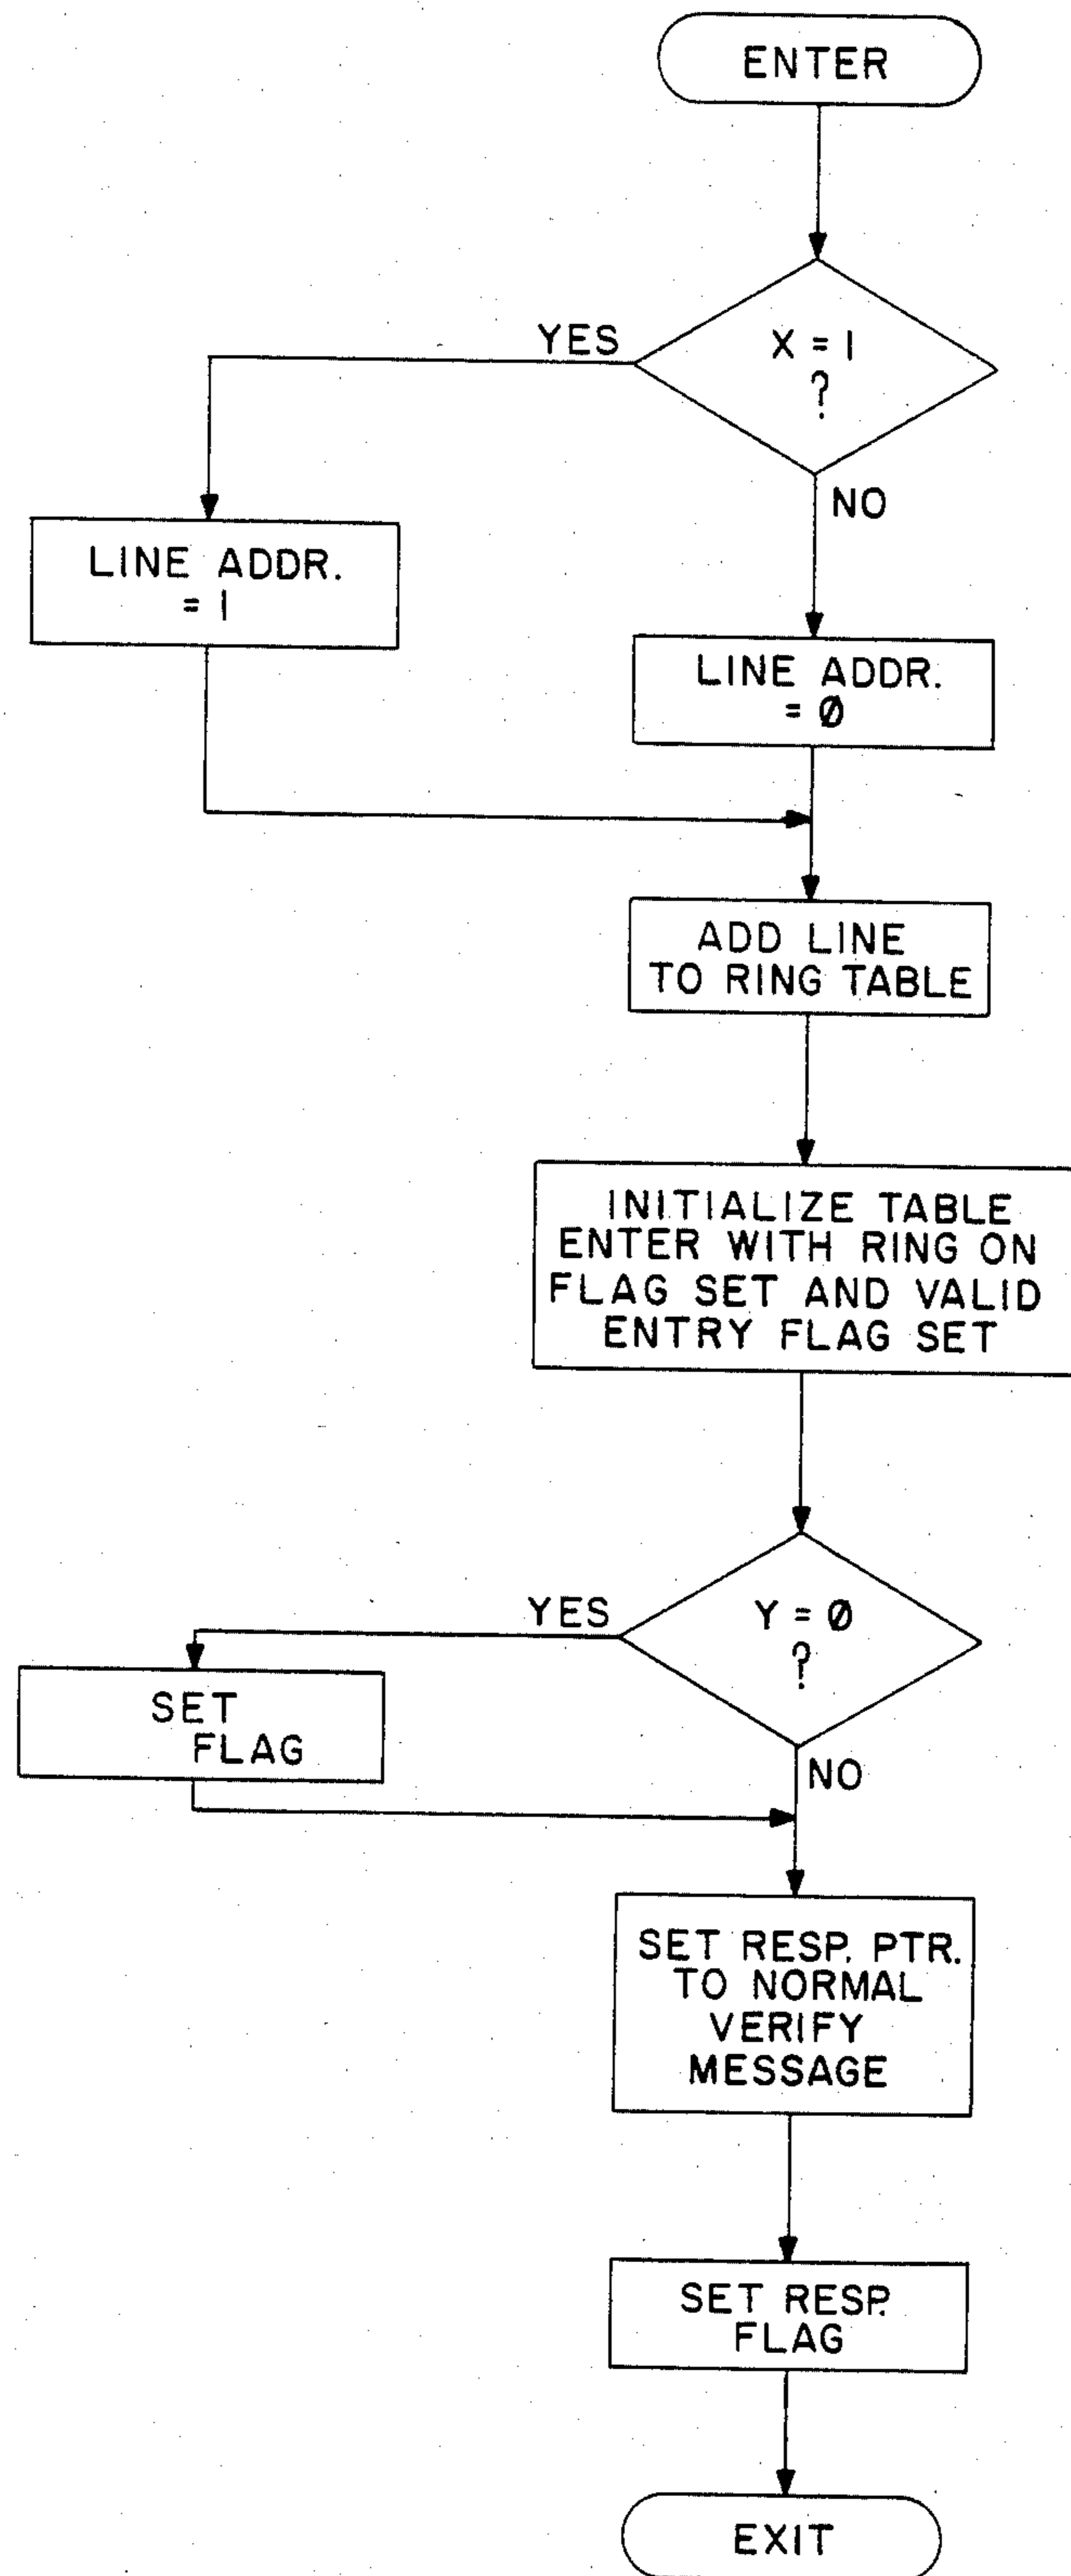 ENTER
X = 1
?
YES
NO
LINE ADDR.
= 1
LINE ADDR.
= Ø
ADD LINE
TO RING TABLE
INITIALIZE TABLE
ENTER WITH RING ON
FLAG SET AND VALID
ENTRY FLAG SET
Y = Ø
?
YES
NO
SET
FLAG
SET RESP. PTR.
TO NORMAL
VERIFY
MESSAGE
SET RESP.
FLAG
EXIT